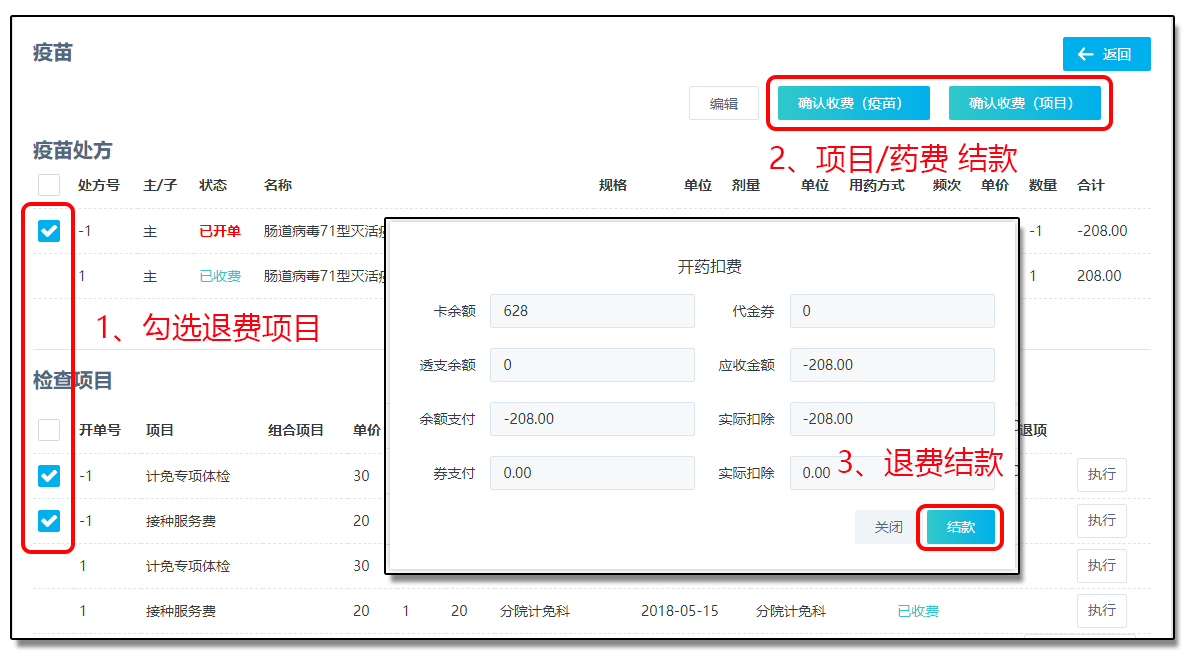 疫苗
返回
编辑 确认收费（疫苗） 确认收费（项目）
2、项目/药费 结款
疫苗处方
处方号 主/子 状态 名称 规格 单位 剂量 单位 用药方式 频次 单价 数量 合计
-1 主 已开单 肠道病毒71型灭活 -1 -208.00
1 主 已收费 肠道病毒71型灭活 1 208.00
1、勾选退费项目
开药扣费
卡余额 628 代金券 0
透支余额 0 应收金额 -208.00
余额支付 -208.00 实际扣除 -208.00
券支付 0.00 实际扣除 0.00
3、退费结款
关闭 结款
检查项目
开单号 项目 组合项目 单价 退项
-1 计免专项体检 30 执行
-1 接种服务费 20 执行
1 计免专项体检 30 执行
1 接种服务费 20 1 20 分院计免科 2018-05-15 分院计免科 已收费 执行